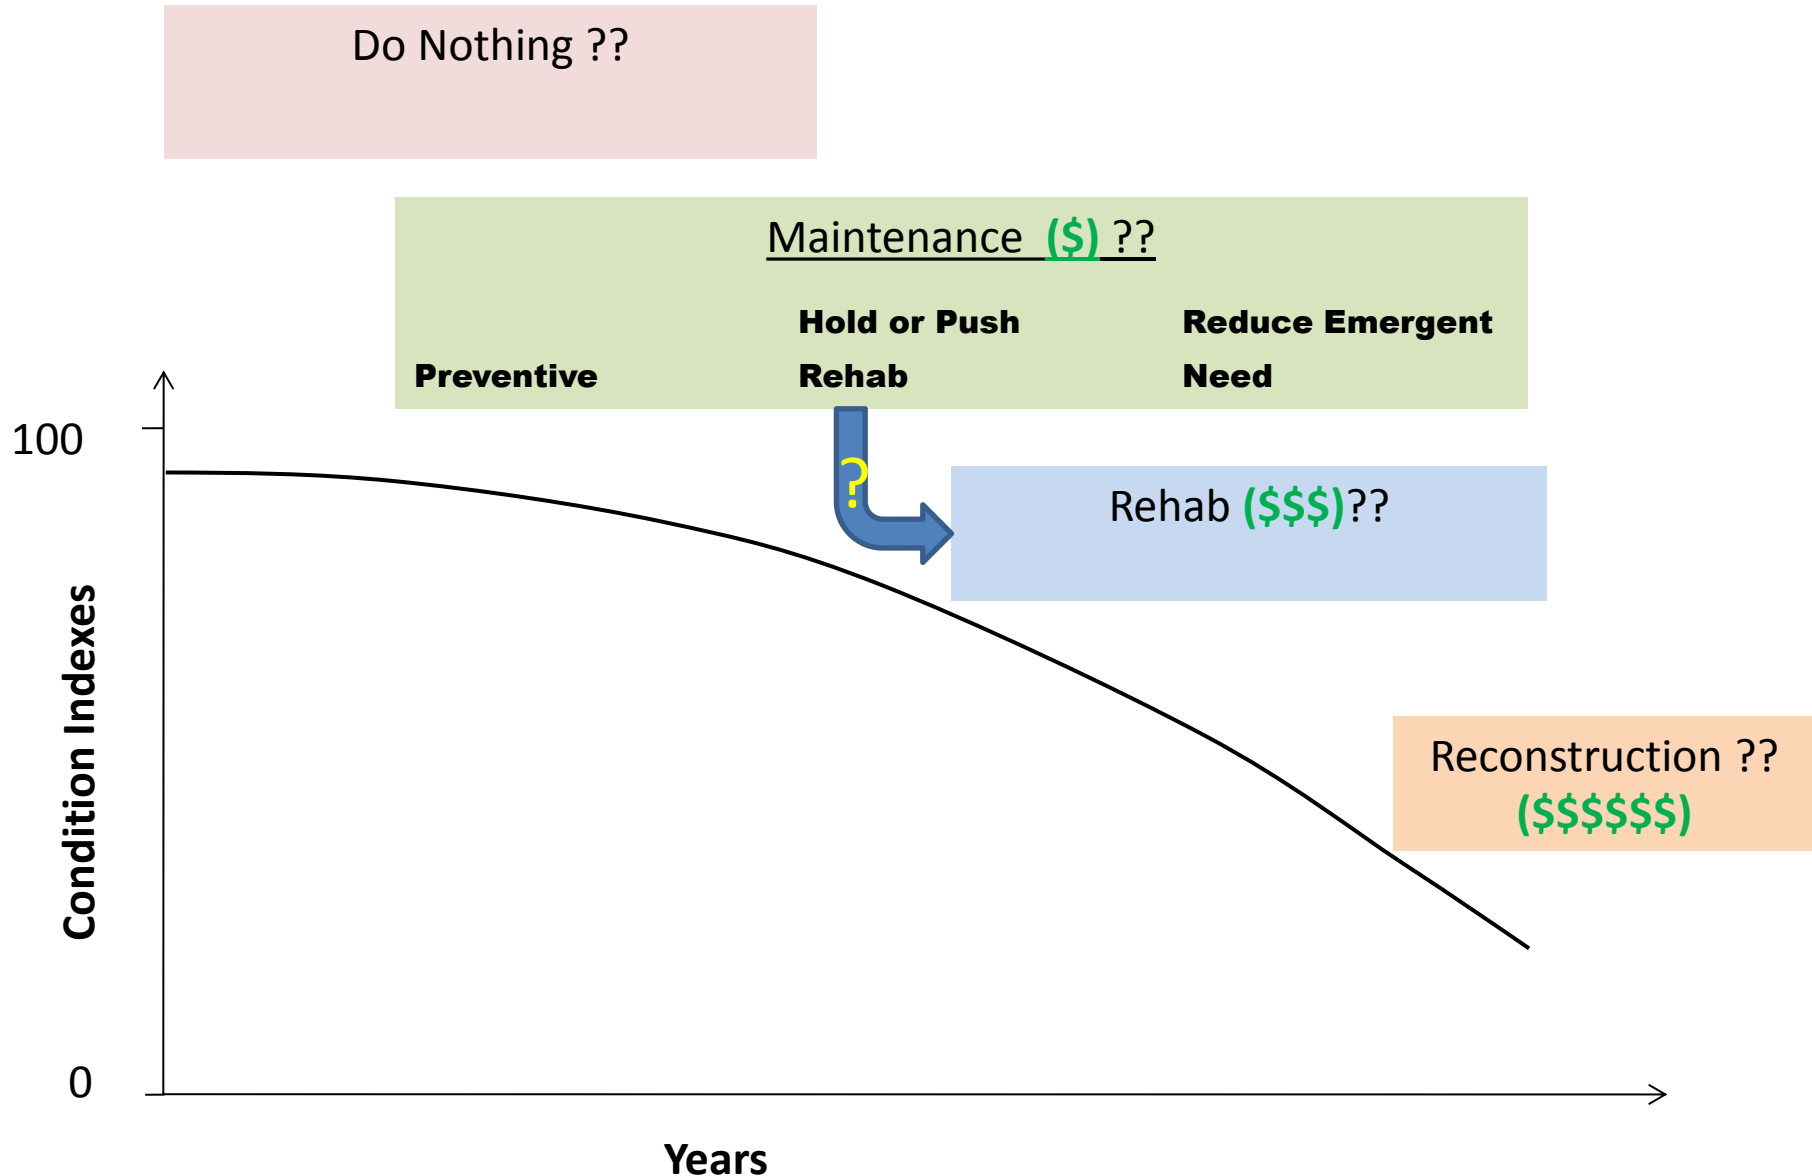 Do Nothing ??
Maintenance ($) ??
Preventive
Hold or Push
Rehab
Reduce Emergent
Need
100
?
Rehab ($$$)??
Condition Indexes
Reconstruction ??
($$$$$$)
0
Years